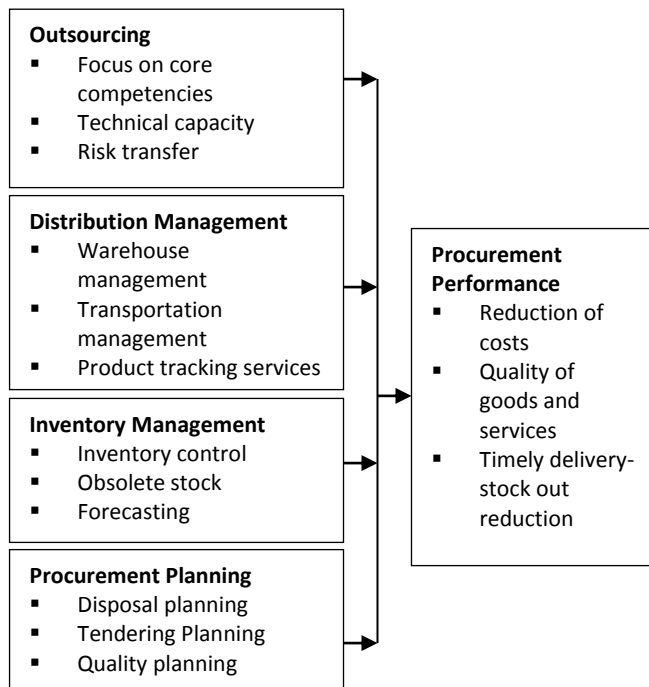 Outsourcing
▪ Focus on core
competencies
▪ Technical capacity
▪ Risk transfer
Distribution Management
▪ Warehouse
management
▪ Transportation
management
▪ Product tracking services
Inventory Management
▪ Inventory control
▪ Obsolete stock
▪ Forecasting
Procurement Planning
▪ Disposal planning
▪ Tendering Planning
▪ Quality planning
Procurement
Performance
▪ Reduction of
costs
▪ Quality of
goods and
services
▪ Timely delivery-
stock out
reduction